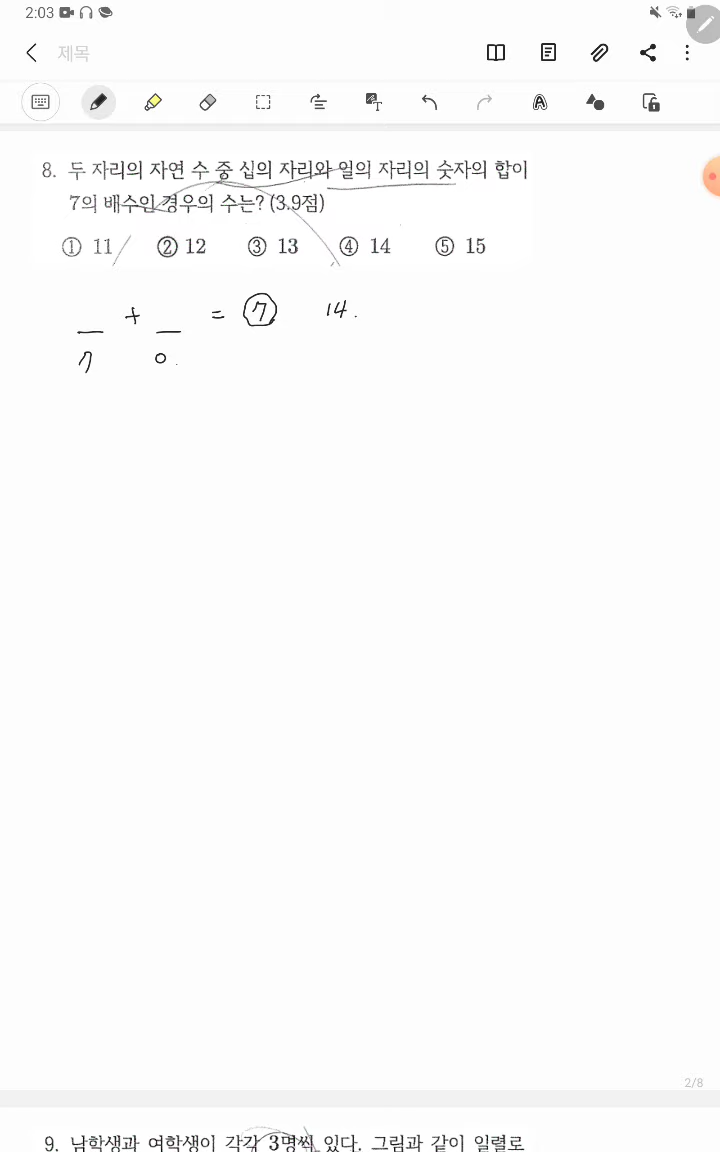 2:03
제목
8. 두 자리의 자연 수 중 십의 자리와 일의 자리의 숫자의 합이
7의 배수인 경우의 수는? (3.9점)
① 11 ② 12 ③ 13 ④ 14 ⑤ 15
_ + _ = ⑦ 14.
7 0.
2/8
9. 남학생과 여학생이 각각 3명씩 있다. 그림과 같이 일렬로